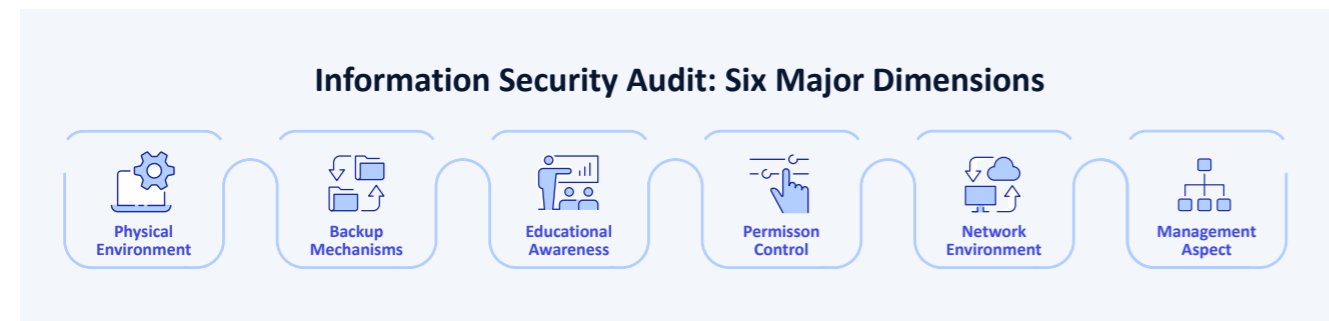 Information Security Audit: Six Major Dimensions
Physical
Environment
Backup
Mechanisms
Educational
Awareness
Permisson
Control
Network
Environment
Management
Aspect